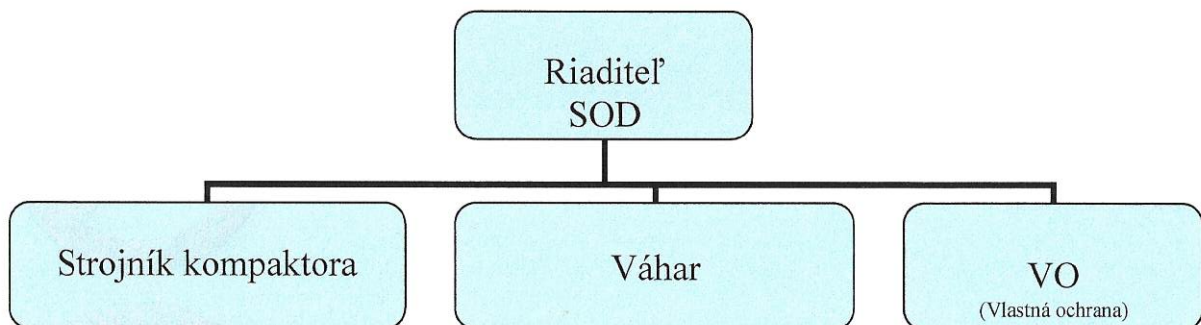 Riaditeľ
SOD
Strojník kompaktora
Váhar
VO
(Vlastná ochrana)